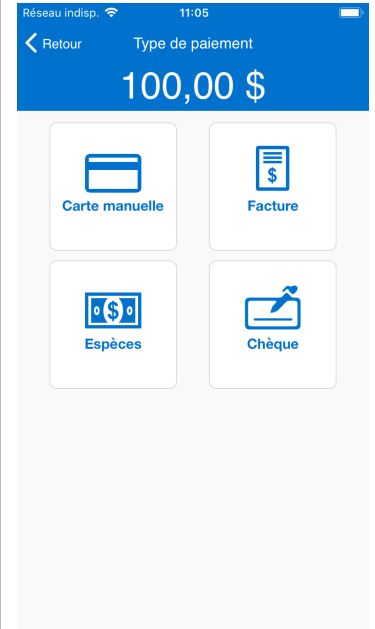 Réseau indisp. 11:05
Retour Type de paiement
100,00 $
Carte manuelle Facture
Espèces Chèque